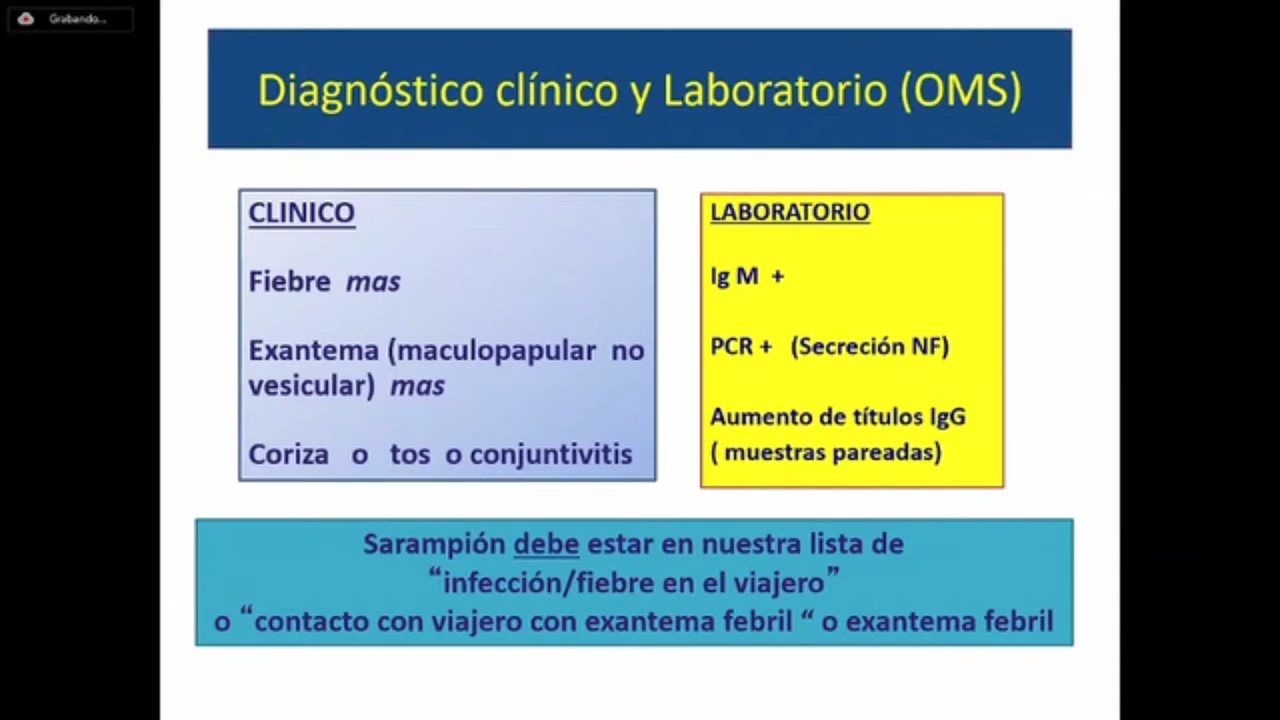 Grabando...
Diagnóstico clínico y Laboratorio (OMS)
CLINICO
Fiebre mas
Exantema (maculopapular no
vesicular) mas
Coriza o tos o conjuntivitis
LABORATORIO
Ig M +
PCR + (Secreción NF)
Aumento de títulos IgG
( muestras pareadas)
Sarampión debe estar en nuestra lista de
“infección/fiebre en el viajero”
o “contacto con viajero con exantema febril “ o exantema febril